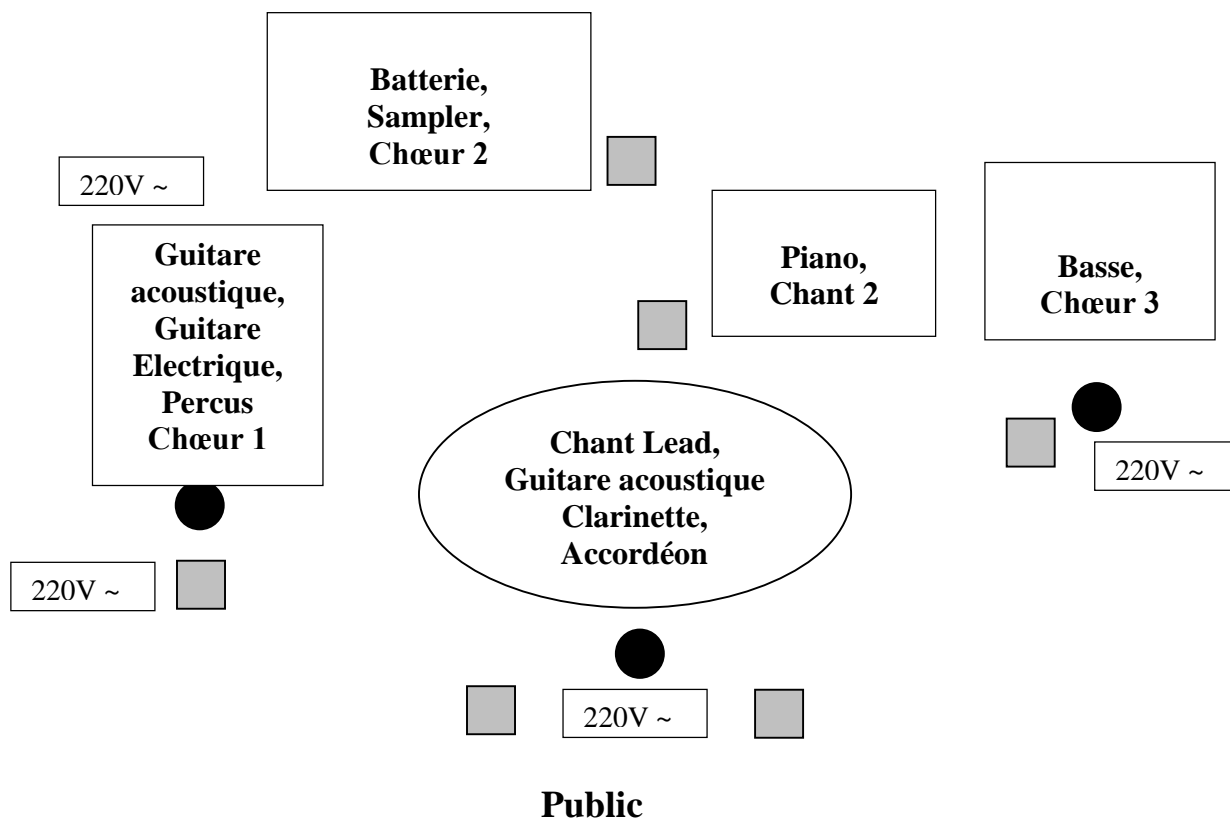 Batterie,
Sampler,
Chœur 2
220V ~
Guitare
acoustique,
Guitare
Electrique,
Percus
Chœur 1
Piano,
Chant 2
Basse,
Chœur 3
Chant Lead,
Guitare acoustique
Clarinette,
Accordéon
220V ~
220V ~
220V ~
Public